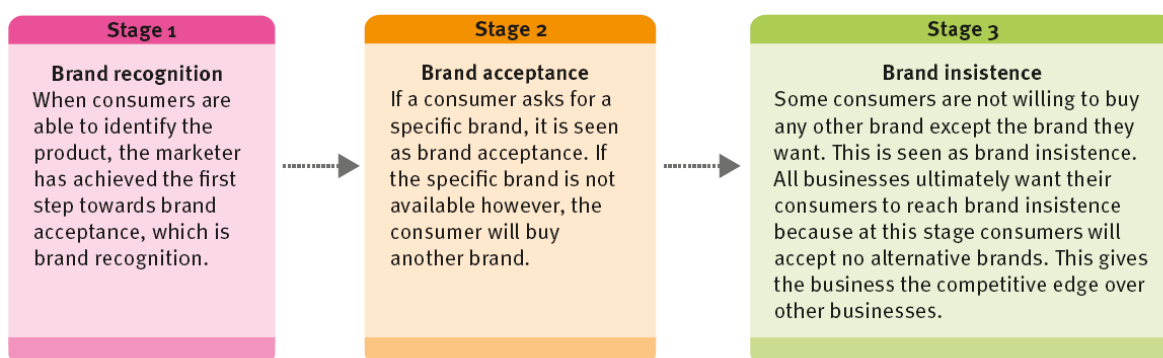 Stage 1
Brand recognition
When consumers are
able to identify the
product, the marketer
has achieved the first
step towards brand
acceptance, which is
brand recognition.
Stage 2
Brand acceptance
If a consumer asks for a
specific brand, it is seen
as brand acceptance. If
the specific brand is not
available however, the
consumer will buy
another brand.
Stage 3
Brand insistence
Some consumers are not willing to buy
any other brand except the brand they
want. This is seen as brand insistence.
All businesses ultimately want their
consumers to reach brand insistence
because at this stage consumers will
accept no alternative brands. This gives
the business the competitive edge over
other businesses.